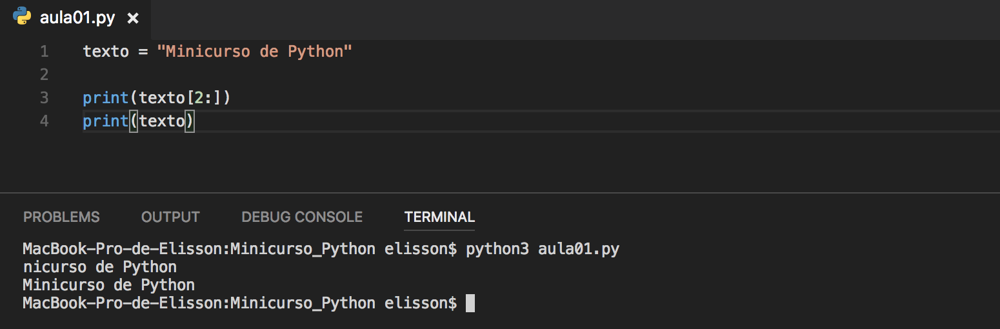 aula01.py ×
1 texto = "Minicurso de Python"
2
3 print(texto[2:])
4 print(texto)
PROBLEMS OUTPUT DEBUG CONSOLE TERMINAL
MacBook-Pro-de-Elisson:Minicurso_Python elisson$ python3 aula01.py
nicurso de Python
Minicurso de Python
MacBook-Pro-de-Elisson:Minicurso_Python elisson$